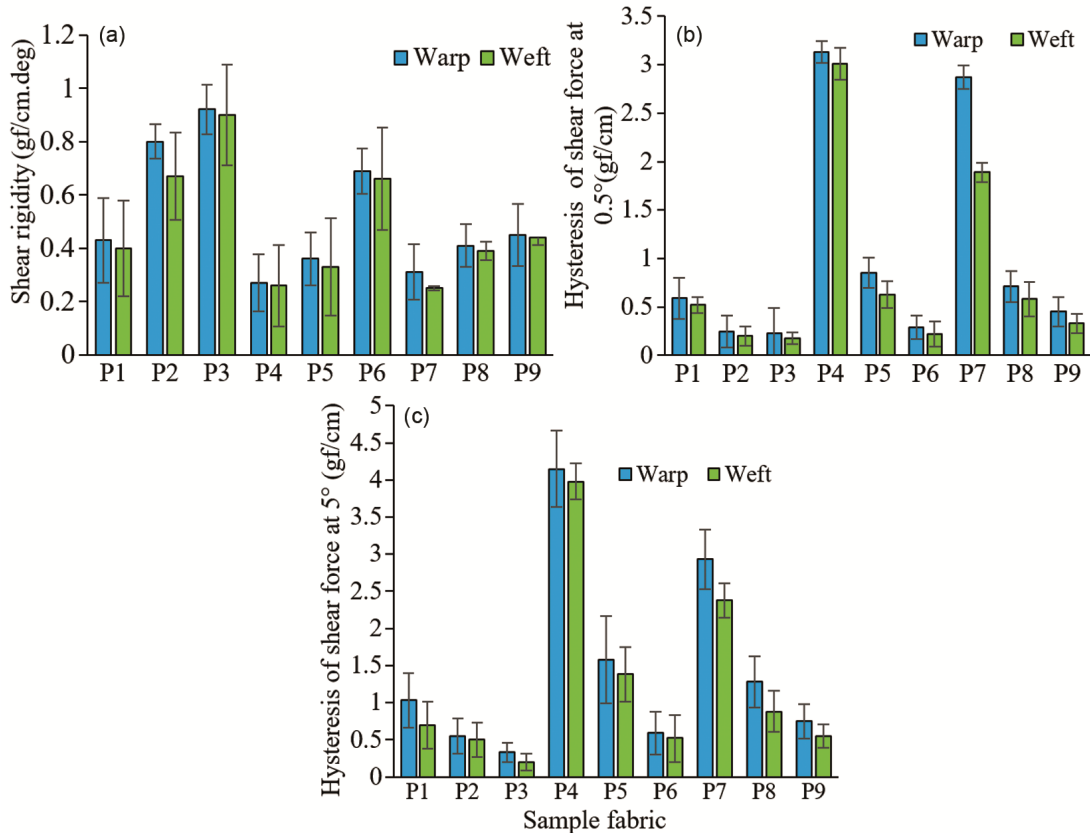 (a)
Warp Weft
Shear rigidity (gf/cm.deg)
1.2
1
0.8
0.6
0.4
0.2
0
P1 P2 P3 P4 P5 P6 P7 P8 P9
(b)
Warp Weft
Hysteresis of shear force at
0.5°(gf/cm)
3.5
3
2.5
2
1.5
1
0.5
0
P1 P2 P3 P4 P5 P6 P7 P8 P9
(c)
Warp Weft
Hysteresis of shear force at 5° (gf/cm)
5
4.5
4
3.5
3
2.5
2
1.5
1
0.5
0
P1 P2 P3 P4 P5 P6 P7 P8 P9
Sample fabric